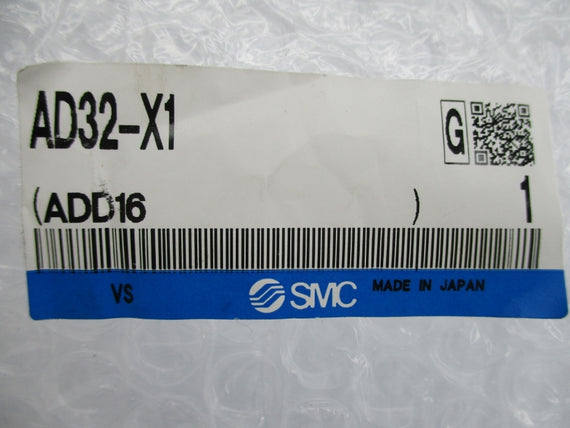 AD32-X1
G
(ADD16 ) 1
VS SMC MADE IN JAPAN